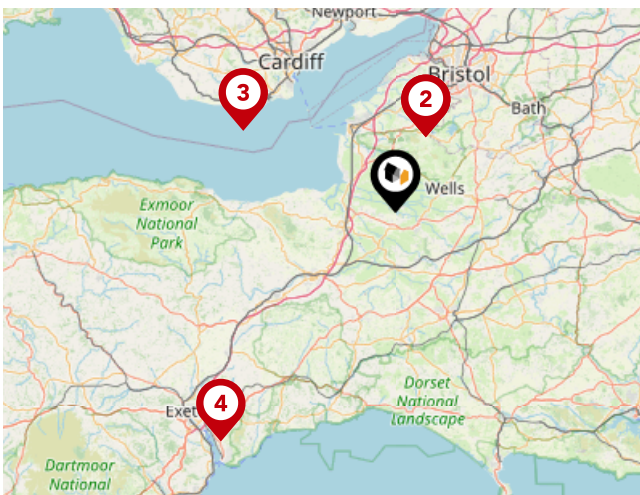 Newport
Cardiff
3
Bristol
2
Bath
Wells
Exmoor
National
Park
4
Exet
Dorset
National
Landscape
Dartmoor
National